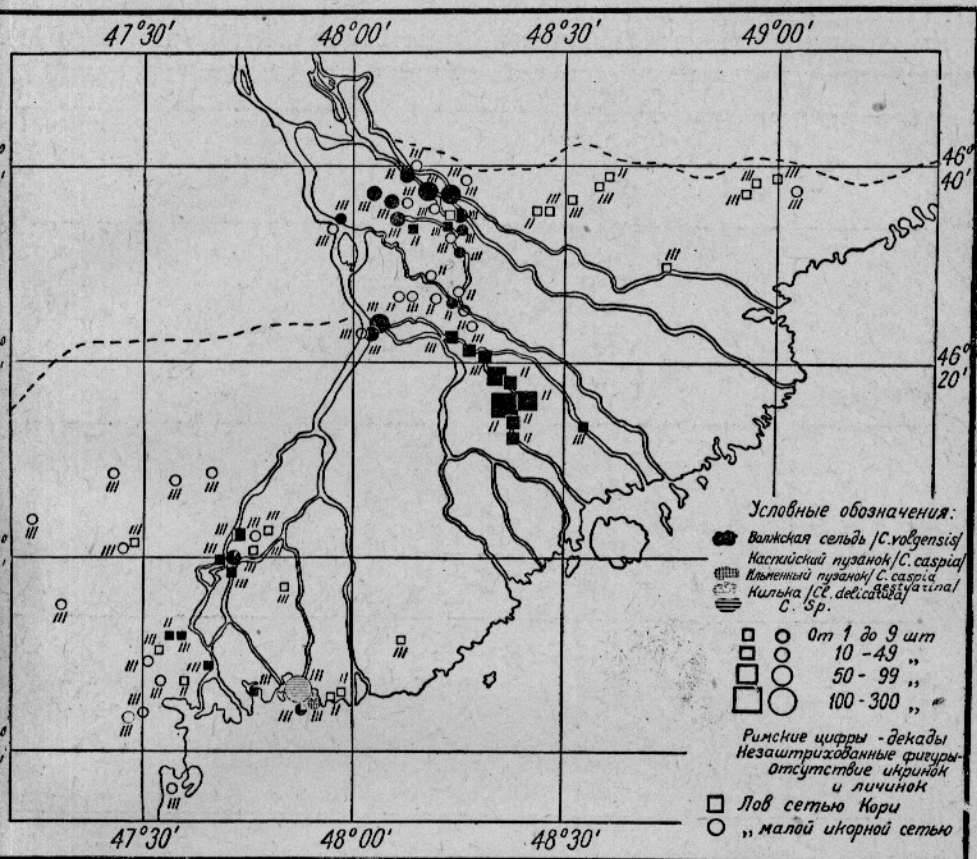 47°30' 48°00' 48°30' 49°00'
46°
40'
46°
20'
Условные обозначения:
Волжская сельдь /C.volgensis/
Каспийский пузанок/C.caspia/
Ильменный пузанок/C.caspia
aestuarina/
Килька /Cl. delicatula/
C. Sp.
От 1 до 9 шт
10 - 49 „
50 - 99 „
100 - 300 „
Римские цифры - декады
Незаштрихованные фигуры-
отсутствие икринок
и личинок
Лов сетью Кори
„ малой икорной сетью
47°30' 48°00' 48°30'